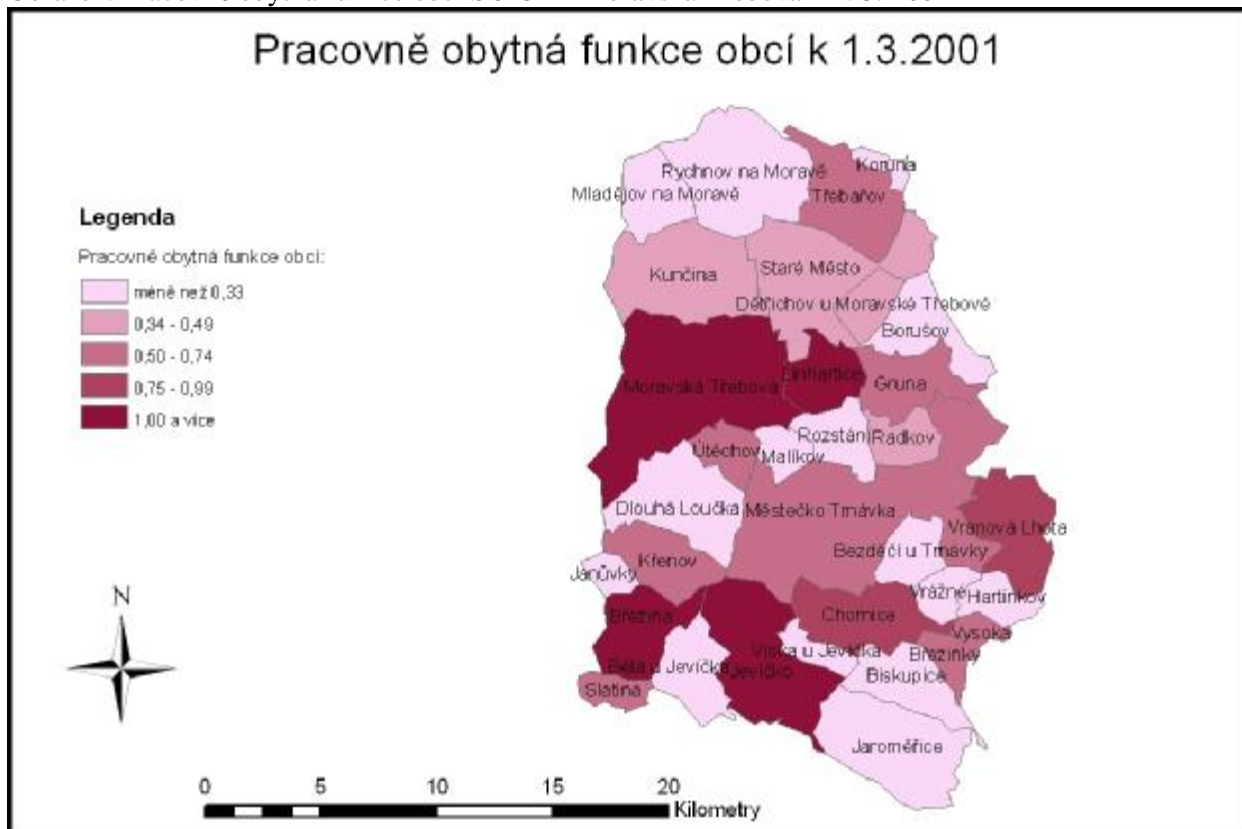 Pracovně obytná funkce obcí k 1.3.2001
Legenda
Pracovně obytná funkce obcí:
méně než 0,33
0,34 - 0,49
0,50 - 0,74
0,75 - 0,99
1,00 a více
Koruna
Rychnov na Moravě
Mladějov na Moravě
Třebařov
Staré Město
Kunčina
Dětřichov u Moravské Třebové
Borušov
Linhartice
Moravská Třebová
Gruna
Rozstání
Radkov
Útěchov
Malíkov
Dlouhá Loučka
Městečko Trnávka
Vranová Lhota
Bezděčí u Trnávky
Křenov
Janůvky
Vrážné
Hartinkov
Březina
Chornice
Vysoká
Víska u Jevíčka
Březinky
Bělá u Jevíčka
Jevíčko
Biskupice
Slatina
Jaroměřice
N
0 5 10 15 20
Kilometry